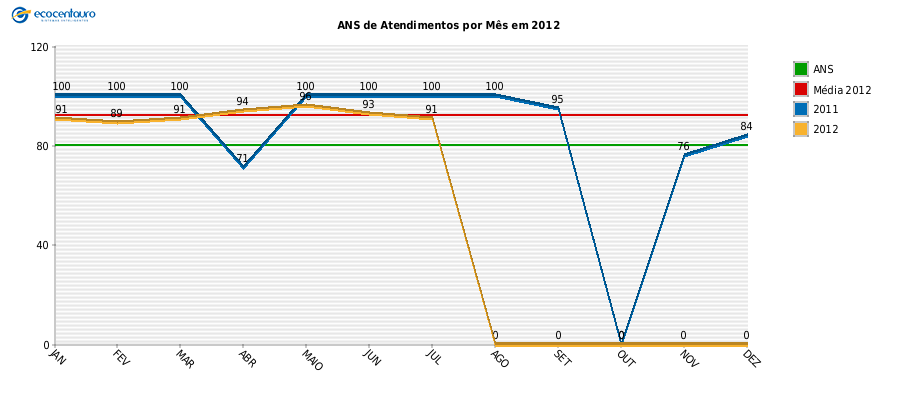 ecocentauro
ANS de Atendimentos por Mês em 2012
120
80
40
0
100 100 100 100 100 100 100
91 89 91 94 96 93 91
71 95 76 84
0 0 0 0 0
JAN FEV MAR ABR MAIO JUN JUL AGO SET OUT NOV DEZ
ANS
Média 2012
2011
2012